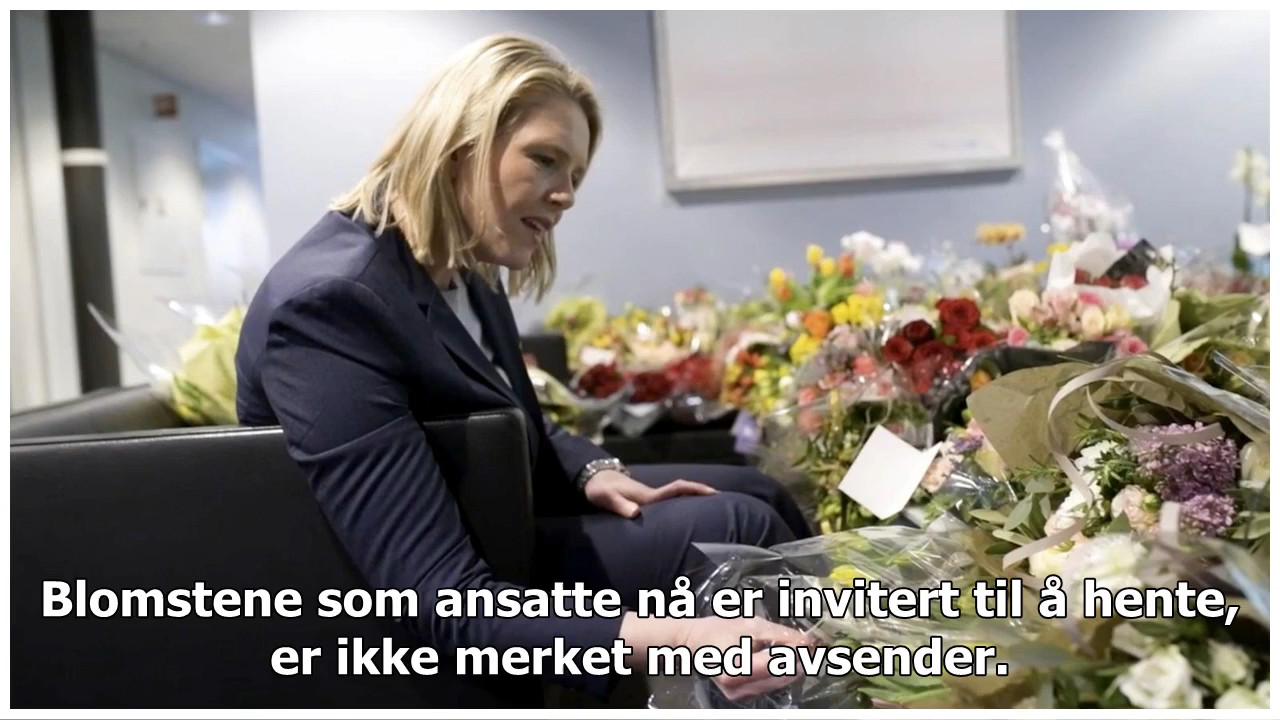 Blomstene som ansatte nå er invitert til å hente,
er ikke merket med avsender.